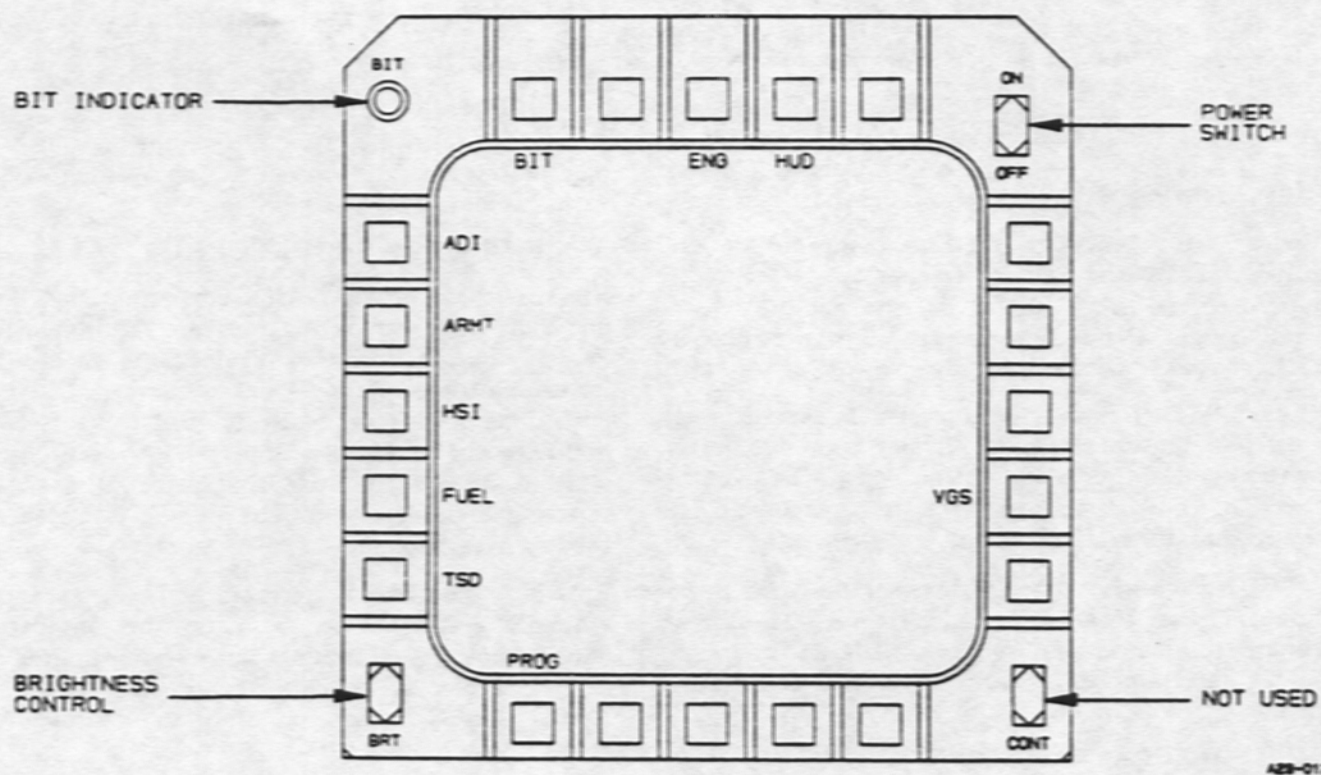 BIT
BIT INDICATOR
ON
POWER
SWITCH
OFF
BIT ENG HUD
ADI
ARMT
HSI
FUEL
VGS
TSD
PROG
BRIGHTNESS
CONTROL
BRT
NOT USED
CONT